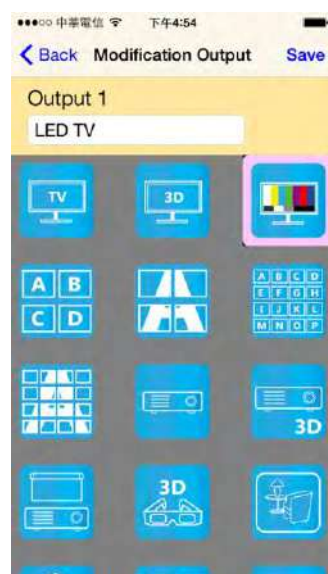 中華電信 下午4:54
Back Modification Output Save
Output 1
LED TV
TV 3D
A B
C D
A B C D
E F G H
I J K L
M N O P
3D
3D